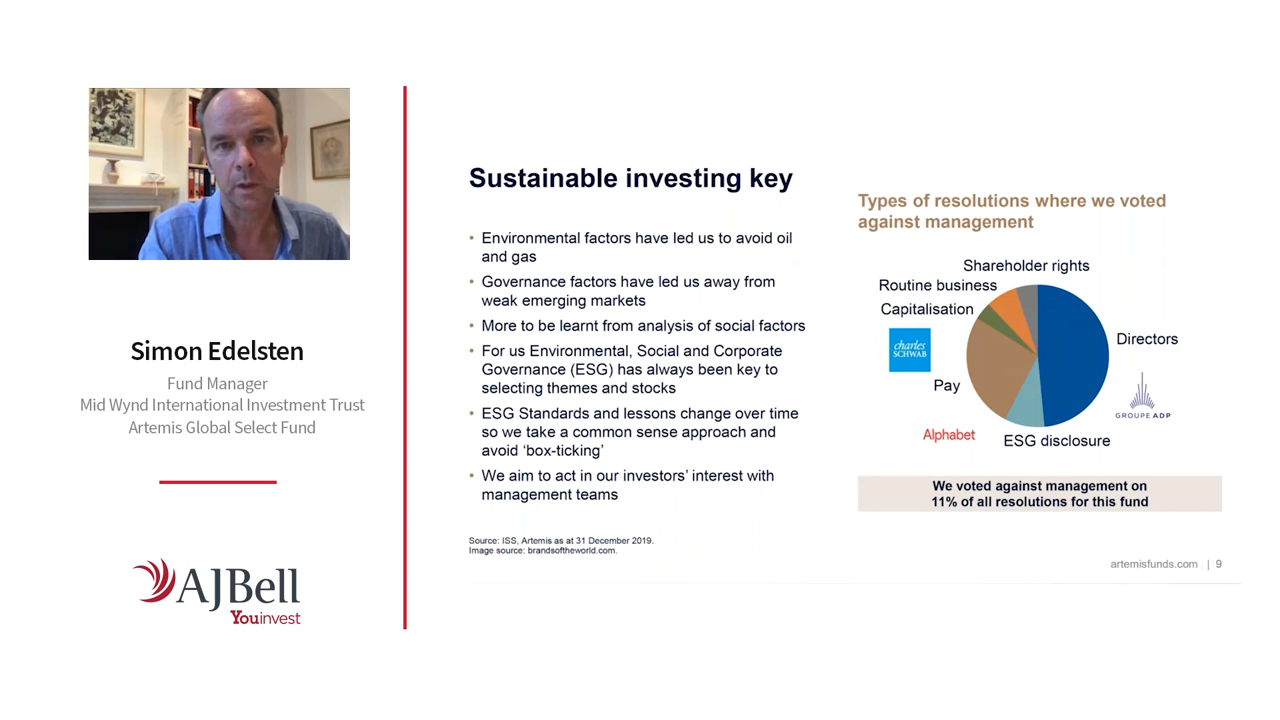 Simon Edelsten
Fund Manager
Mid Wynd International Investment Trust
Artemis Global Select Fund
AJBell
Youinvest
Sustainable investing key
• Environmental factors have led us to avoid oil
and gas
• Governance factors have led us away from
weak emerging markets
• More to be learnt from analysis of social factors
• For us Environmental, Social and Corporate
Governance (ESG) has always been key to
selecting themes and stocks
• ESG Standards and lessons change over time
so we take a common sense approach and
avoid ‘box-ticking’
• We aim to act in our investors’ interest with
management teams
Source: ISS, Artemis as at 31 December 2019.
Image source: brandsoftheworld.com.
Types of resolutions where we voted
against management
Shareholder rights
Routine business
Capitalisation
charles
SCHWAB
Directors
Pay
GROUPE ADP
Alphabet
ESG disclosure
We voted against management on
11% of all resolutions for this fund
artemisfunds.com | 9